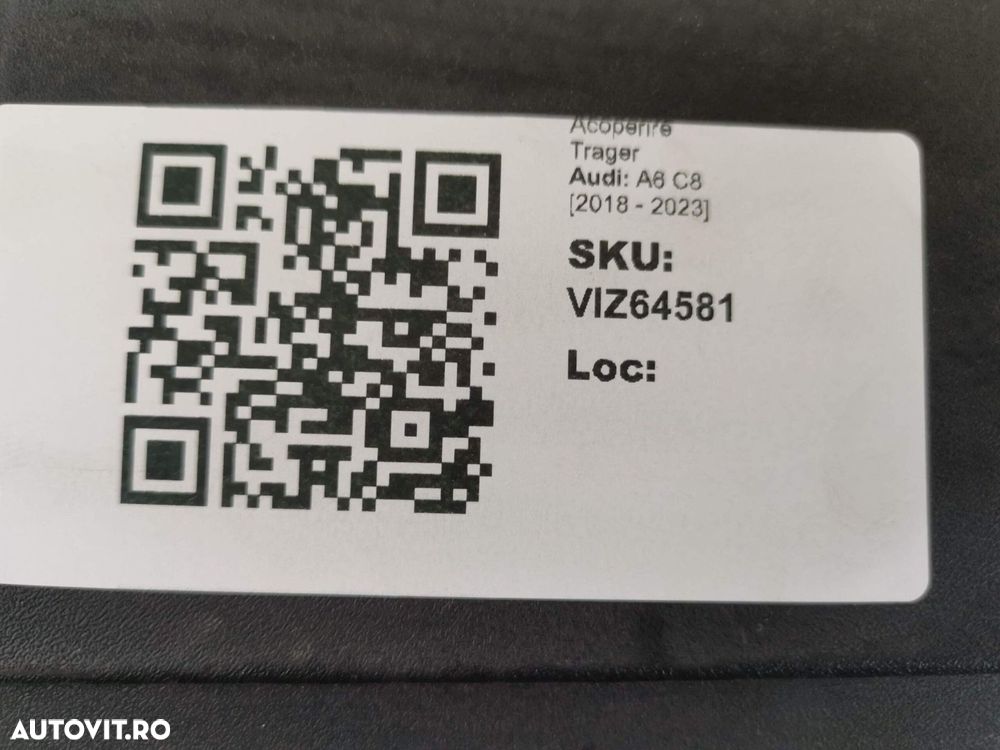 Acoperire
Trager
Audi: A6 C8
[2018 - 2023]
SKU:
VIZ64581
Loc:
AUTOVIT.RO